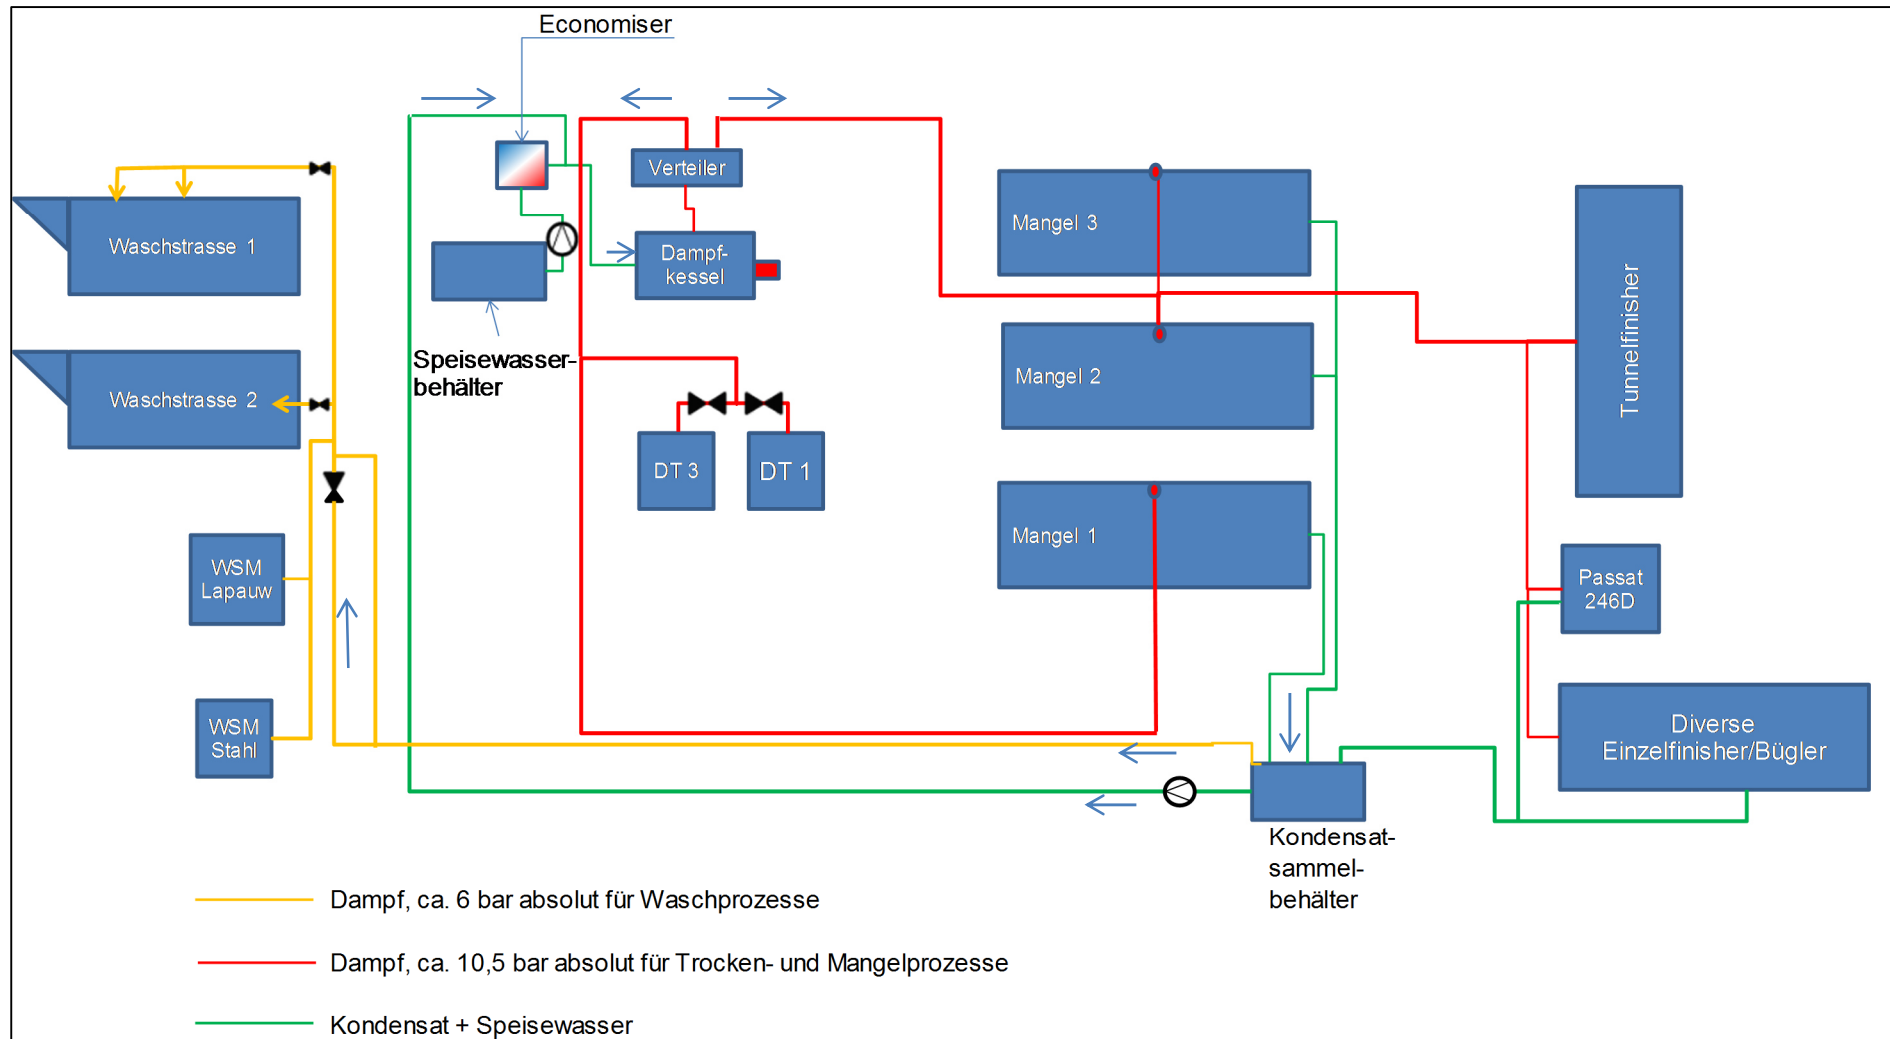 Economiser
Verteiler
Waschstrasse 1
Dampf-
kessel
Mangel 3
Tunnelfinisher
Speisewasser-
behälter
Mangel 2
Waschstrasse 2
DT 3
DT 1
Mangel 1
WSM
Lapauw
Passat
246D
WSM
Stahl
Diverse
Einzelfinisher/Bügler
Kondensat-
sammel-
behälter
Dampf, ca. 6 bar absolut für Waschprozesse
Dampf, ca. 10,5 bar absolut für Trocken- und Mangelprozesse
Kondensat + Speisewasser